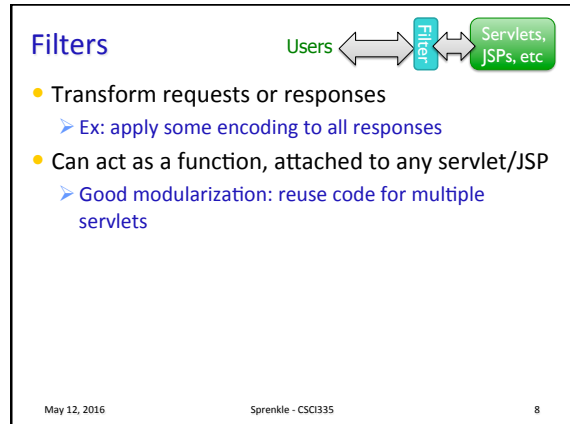 Filters
Users
Filter
Servlets,
JSPs, etc
• Transform requests or responses
➢ Ex: apply some encoding to all responses
• Can act as a function, attached to any servlet/JSP
➢ Good modularization: reuse code for multiple
servlets
May 12, 2016
Sprenkle - CSCI335
8